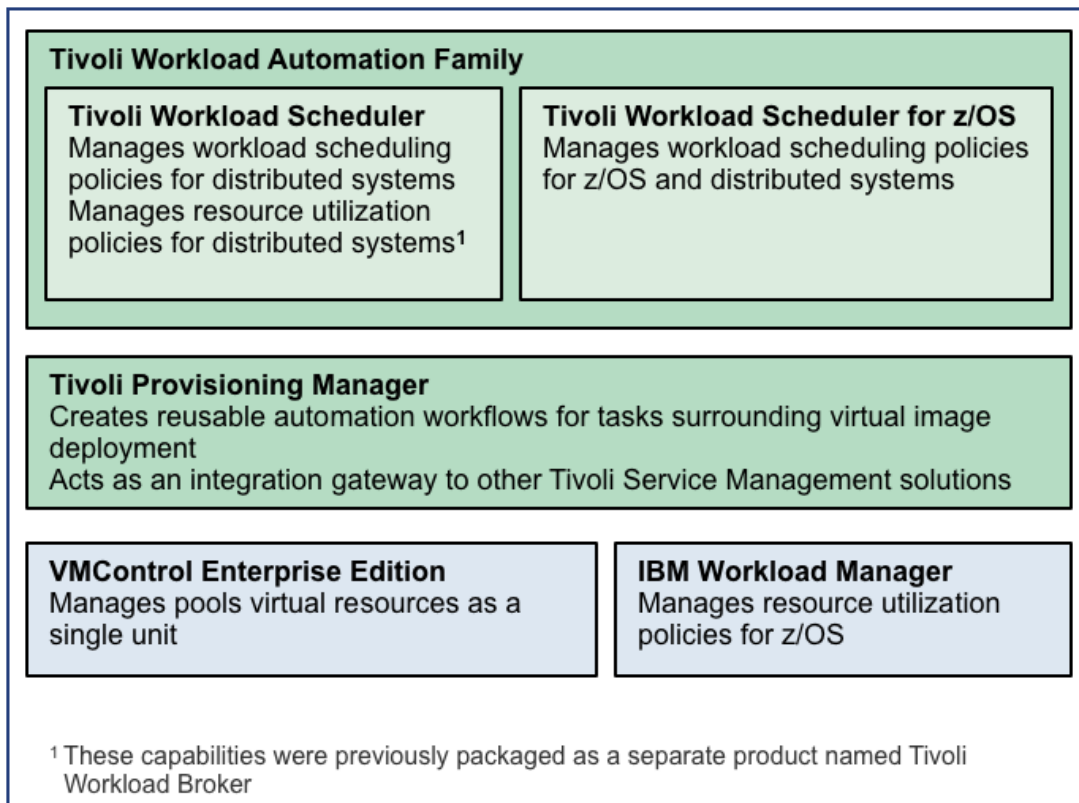 Tivoli Workload Automation Family
Tivoli Workload Scheduler
Manages workload scheduling
policies for distributed systems
Manages resource utilization
policies for distributed systems¹
Tivoli Workload Scheduler for z/OS
Manages workload scheduling policies
for z/OS and distributed systems
Tivoli Provisioning Manager
Creates reusable automation workflows for tasks surrounding virtual image
deployment
Acts as an integration gateway to other Tivoli Service Management solutions
VMControl Enterprise Edition
Manages pools virtual resources as a
single unit
IBM Workload Manager
Manages resource utilization
policies for z/OS
¹ These capabilities were previously packaged as a separate product named Tivoli
Workload Broker